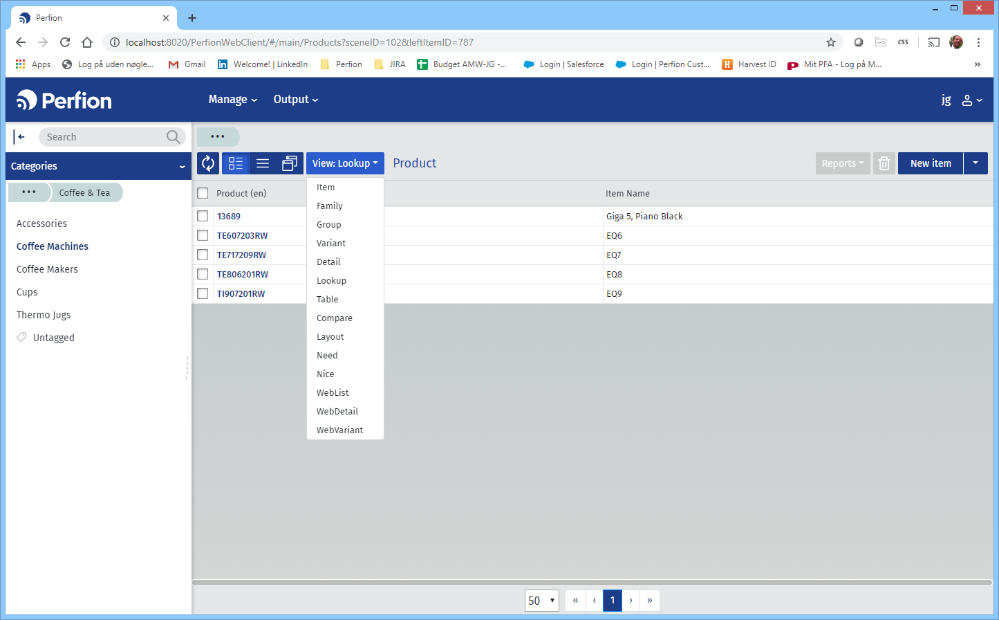 Perfion
localhost:8020/PerfionWebClient/#/main/Products?sceneID=102&leftItemID=787
css
Apps
Log på uden nøgle...
Gmail
Welcome! | LinkedIn
Perfion
JIRA
Budget AMW-JG -...
Login | Salesforce
Login | Perfion Cust...
Harvest ID
Mit PFA - Log på M...
»
Perfion
Manage
Output
jg
Search
Categories
Coffee & Tea
Accessories
Coffee Machines
Coffee Makers
Cups
Thermo Jugs
Untagged
View: Lookup
Product
Reports
New item
Product (en)
Item Name
13689
Giga 5, Piano Black
TE607203RW
EQ6
TE717209RW
EQ7
TE806201RW
EQ8
TI907201RW
EQ9
Item
Family
Group
Variant
Detail
Lookup
Table
Compare
Layout
Need
Nice
WebList
WebDetail
WebVariant
50
« ‹ 1 › »